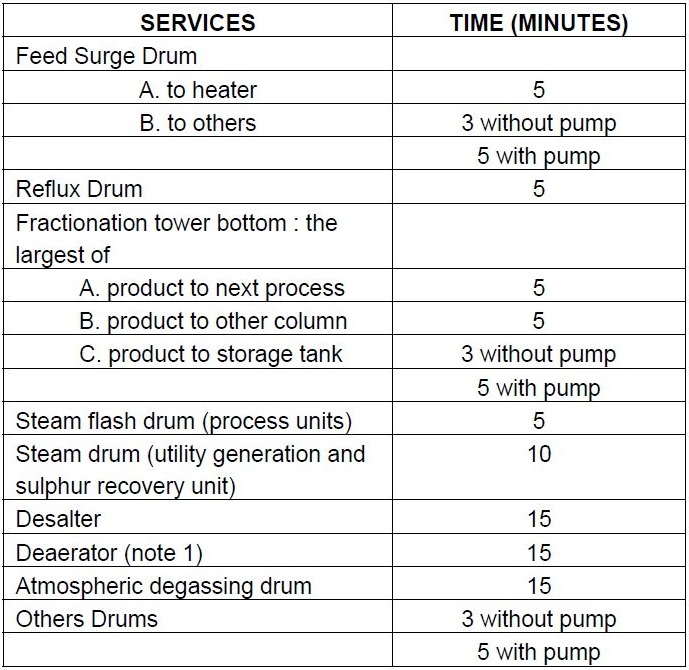 SERVICES TIME (MINUTES)
Feed Surge Drum
A. to heater 5
B. to others 3 without pump
5 with pump
Reflux Drum 5
Fractionation tower bottom : the
largest of
A. product to next process 5
B. product to other column 5
C. product to storage tank 3 without pump
5 with pump
Steam flash drum (process units) 5
Steam drum (utility generation and 10
sulphur recovery unit)
Desalter 15
Deaerator (note 1) 15
Atmospheric degassing drum 15
Others Drums 3 without pump
5 with pump